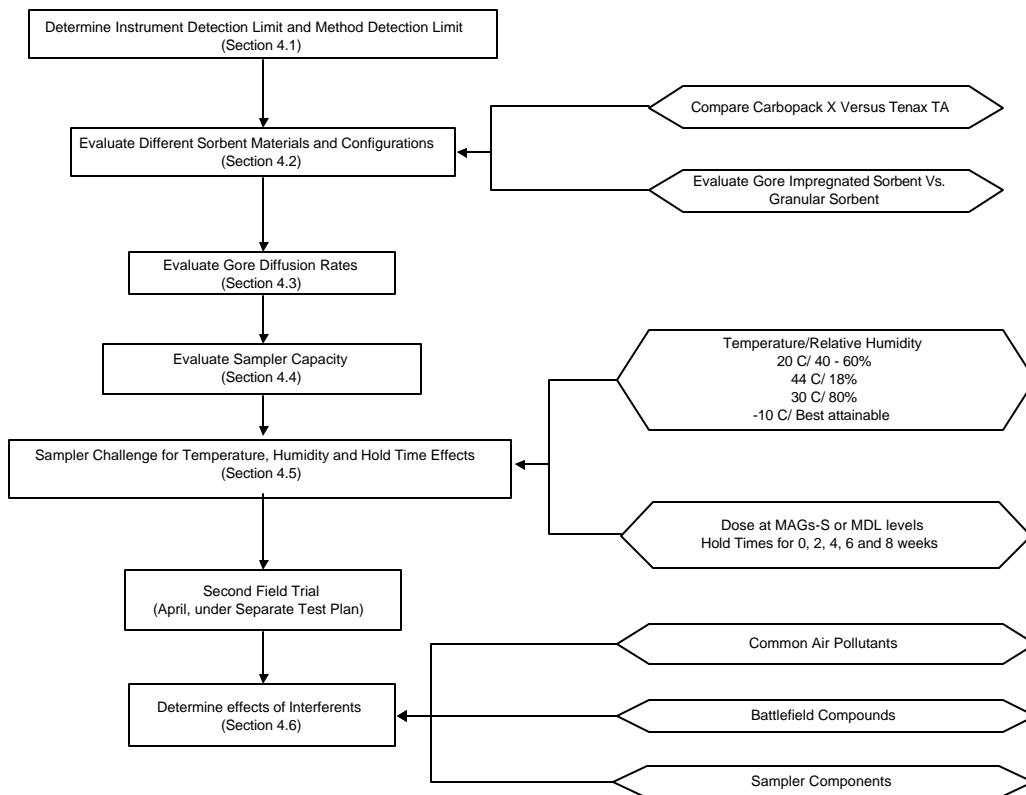 Determine Instrument Detection Limit and Method Detection Limit
(Section 4.1)
Compare Carbopack X Versus Tenax TA
Evaluate Different Sorbent Materials and Configurations
(Section 4.2)
Evaluate Gore Impregnated Sorbent Vs.
Granular Sorbent
Evaluate Gore Diffusion Rates
(Section 4.3)
Evaluate Sampler Capacity
(Section 4.4)
Temperature/Relative Humidity
20 C/ 40 - 60%
44 C/ 18%
30 C/ 80%
-10 C/ Best attainable
Sampler Challenge for Temperature, Humidity and Hold Time Effects
(Section 4.5)
Dose at MAGs-S or MDL levels
Hold Times for 0, 2, 4, 6 and 8 weeks
Second Field Trial
(April, under Separate Test Plan)
Common Air Pollutants
Determine effects of Interferents
(Section 4.6)
Battlefield Compounds
Sampler Components